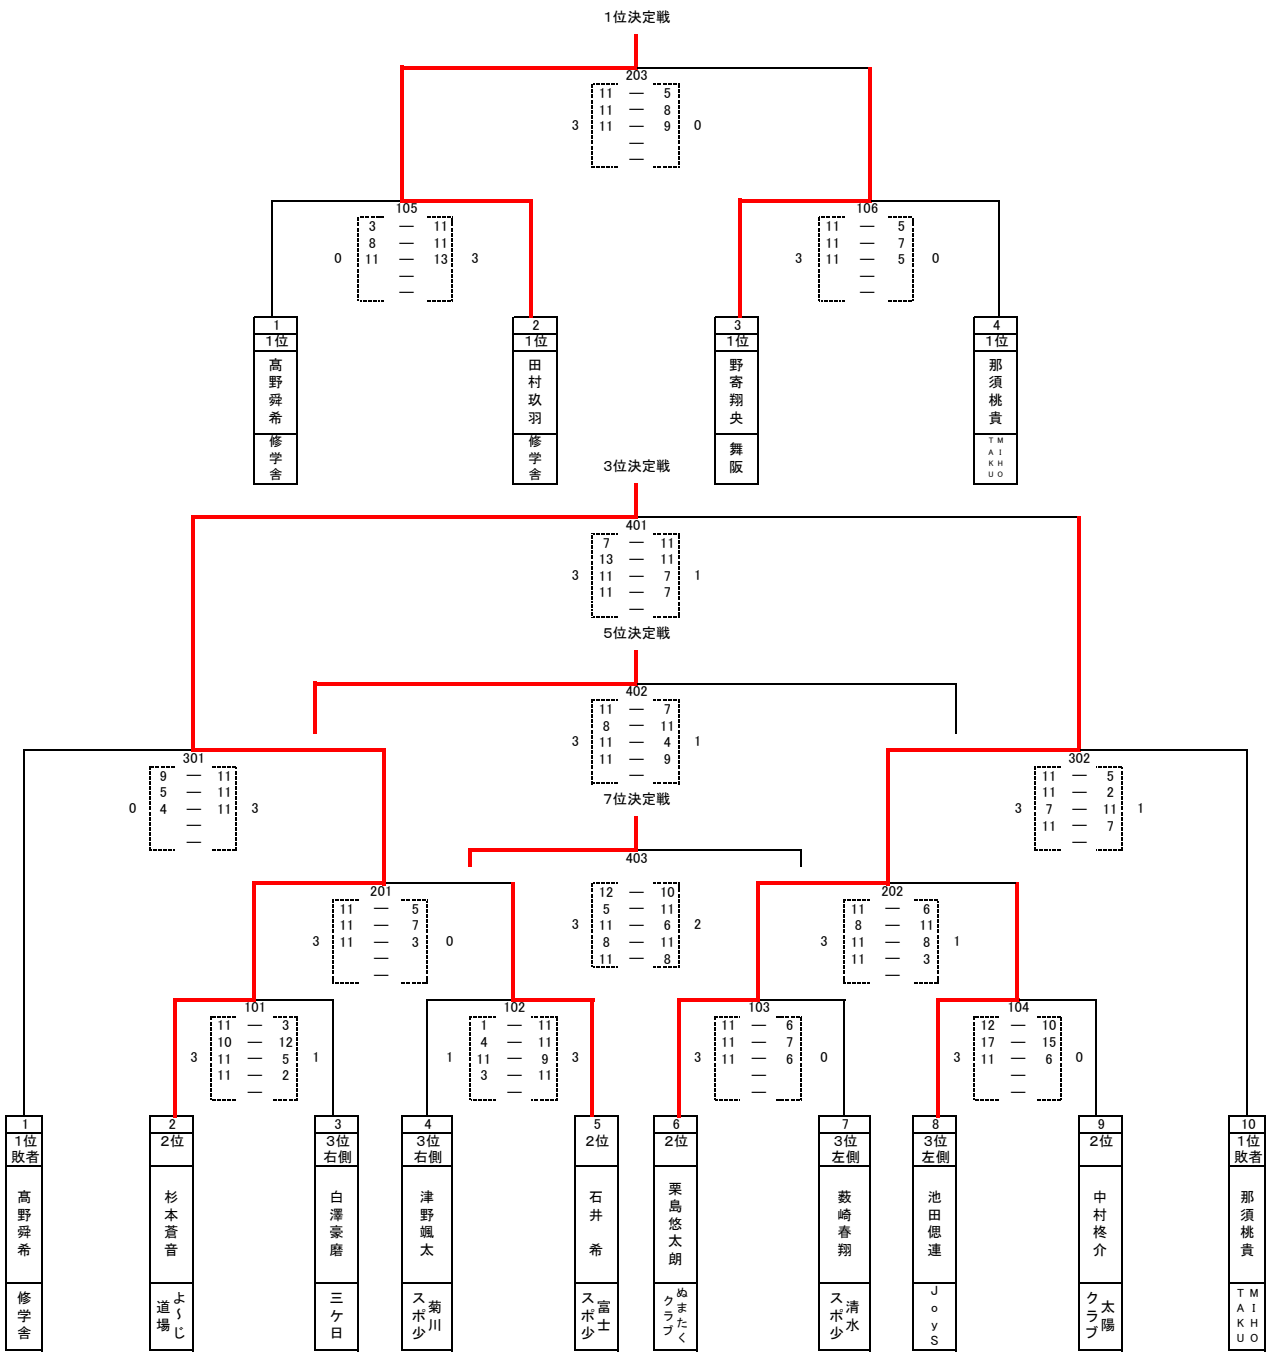 1位決定戦
203
11 — 5
11 — 8
3 11 — 9 0
—
—
105
3 — 11
8 — 11
0 11 — 13 3
—
—
106
11 — 5
11 — 7
3 11 — 5 0
—
—
1 2 3 4
1位 1位 1位 1位
髙野舜希 田村玖羽 野寄翔央 那須桃貴
修学舎 修学舎 舞阪 TAKU MIHO
3位決定戦
401
7 — 11
13 — 11
3 11 — 7 1
11 — 7
—
5位決定戦
402
11 — 7
8 — 11
3 11 — 4 1
11 — 9
—
301
9 — 11
5 — 11
0 4 — 11 3
—
—
302
11 — 5
11 — 2
3 7 — 11 1
11 — 7
—
7位決定戦
403
12 — 10
5 — 11
3 11 — 6 2
8 — 11
11 — 8
201
11 — 5
11 — 7
3 11 — 3 0
—
—
202
11 — 6
8 — 11
3 11 — 8 1
11 — 3
—
101
11 — 3
10 — 12
3 11 — 5 1
11 — 2
—
102
1 — 11
4 — 11
1 11 — 9 3
3 — 11
—
103
11 — 6
11 — 7
3 11 — 6 0
—
—
104
12 — 10
17 — 15
3 11 — 6 0
—
—
1 2 3 4 5 6 7 8 9 10
1位敗者 2位 3位右側 3位右側 2位 2位 3位左側 3位左側 2位 1位敗者
髙野舜希 杉本蒼音 白澤豪磨 津野颯太 石井 希 栗島悠太朗 薮崎春翔 池田偲連 中村柊介 那須桃貴
修学舎 よ～じ道場 三ケ日 菊川スポ少 富士スポ少 ぬまたくクラブ 清水スポ少 JoyS 太陽クラブ TAKU MIHO